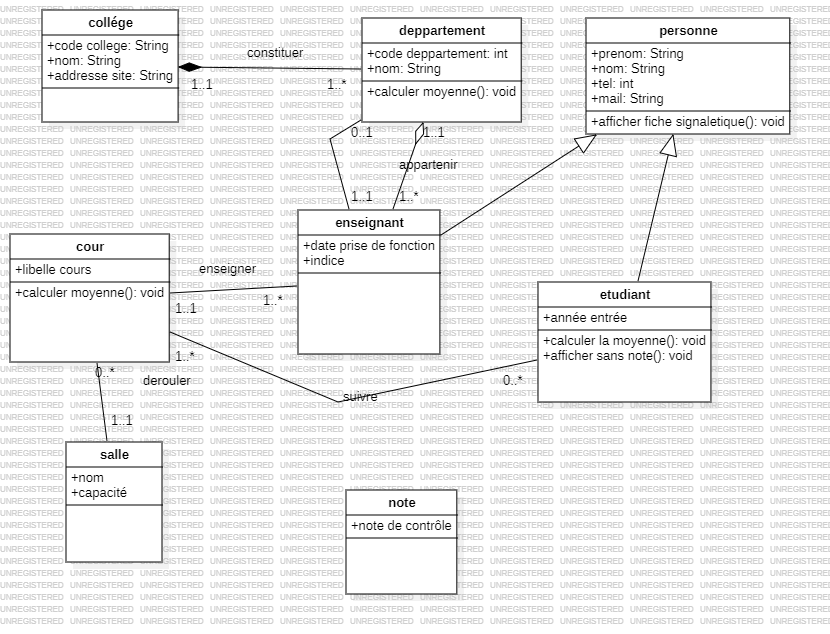 collége
+code college: String
+nom: String
+addresse site: String
constituer
1..1
1..*
deppartement
+code deppartement: int
+nom: String
+calculer moyenne(): void
personne
+prenom: String
+nom: String
+tel: int
+mail: String
+afficher fiche signaletique(): void
0..1
1..1
appartenir
1..1
1..*
enseignant
+date prise de fonction
+indice
cour
+libelle cours
+calculer moyenne(): void
enseigner
1..1
1..*
etudiant
+année entrée
+calculer la moyenne(): void
+afficher sans note(): void
1..*
0..*
suivre
0..*
derouler
1..1
salle
+nom
+capacité
note
+note de contrôle
UNREGISTERED